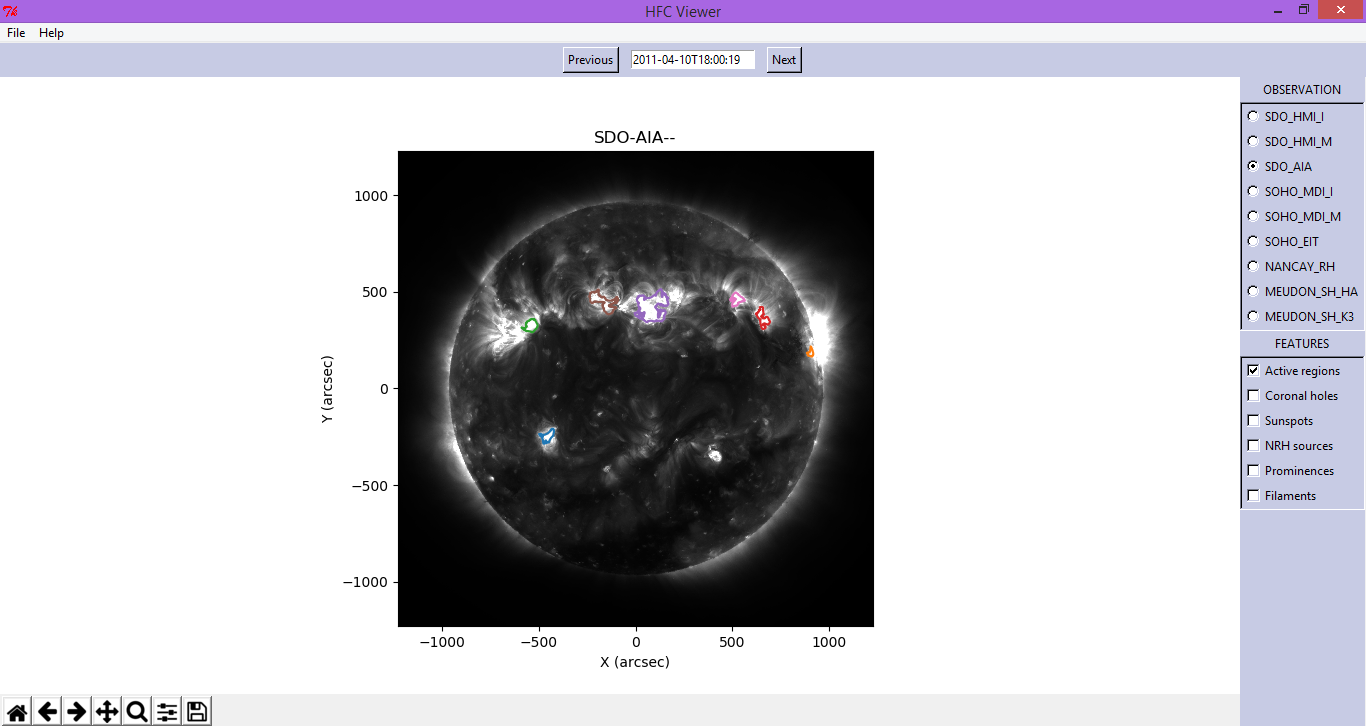 HFC Viewer
File Help
Previous 2011-04-10T18:00:19 Next
OBSERVATION
SDO_HMI_I
SDO_HMI_M
SDO_AIA
SOHO_MDI_I
SOHO_MDI_M
SOHO_EIT
NANCAY_RH
MEUDON_SH_HA
MEUDON_SH_K3
FEATURES
Active regions
Coronal holes
Sunspots
NRH sources
Prominences
Filaments
SDO-AIA--
1000
500
0
−500
−1000
Y (arcsec)
−1000 −500 0 500 1000
X (arcsec)